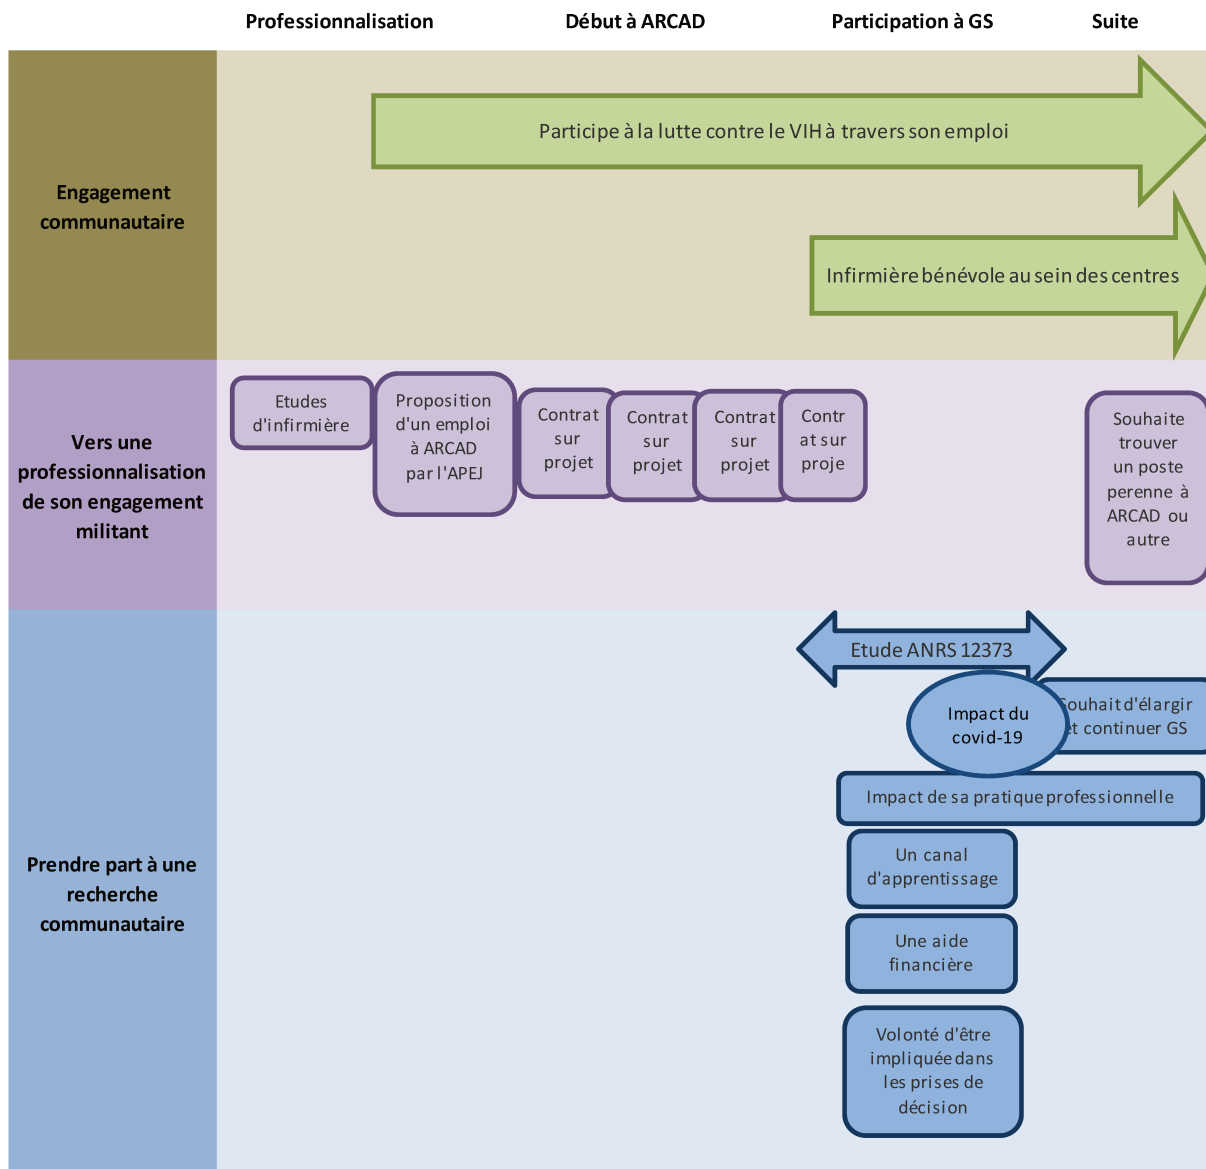 Professionnalisation
Début à ARCAD
Participation à GS
Suite
Engagement
communautaire
Participe à la lutte contre le VIH à travers son emploi
Infirmière bénévole au sein des centres
Vers une
professionnalisation
de son engagement
militant
Etudes
d'infirmière
Proposition
d'un emploi
à ARCAD
par l'APEJ
Contrat
sur
projet
Contrat
sur
projet
Contrat
sur
projet
Contr
at sur
proje
Souhaite
trouver
un poste
perenne à
ARCAD ou
autre
Prendre part à une
recherche
communautaire
Etude ANRS 12373
Impact du
covid-19
Souhait d'élargir
et continuer GS
Impact de sa pratique professionnelle
Un canal
d'apprentissage
Une aide
financière
Volonté d'être
impliquée dans
les prises de
décision